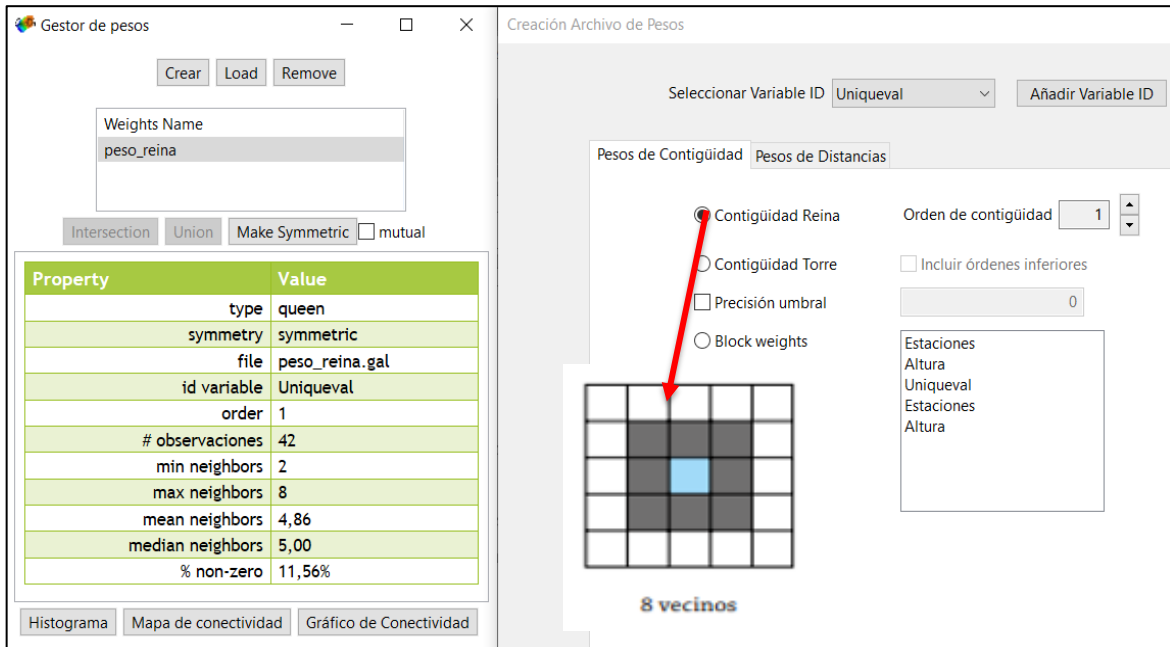 Gestor de pesos
Crear Load Remove
Weights Name
peso_reina
Intersection Union Make Symmetric mutual
Property Value
type queen
symmetry symmetric
file peso_reina.gal
id variable Uniqueval
order 1
# observaciones 42
min neighbors 2
max neighbors 8
mean neighbors 4,86
median neighbors 5,00
% non-zero 11,56%
Histograma Mapa de conectividad Gráfico de Conectividad
Creación Archivo de Pesos
Seleccionar Variable ID Uniqueval Añadir Variable ID
Pesos de Contigüidad Pesos de Distancias
Contigüidad Reina Orden de contigüidad 1
Contigüidad Torre Incluir órdenes inferiores
Precisión umbral 0
Block weights
Estaciones
Altura
Uniqueval
Estaciones
Altura
8 vecinos